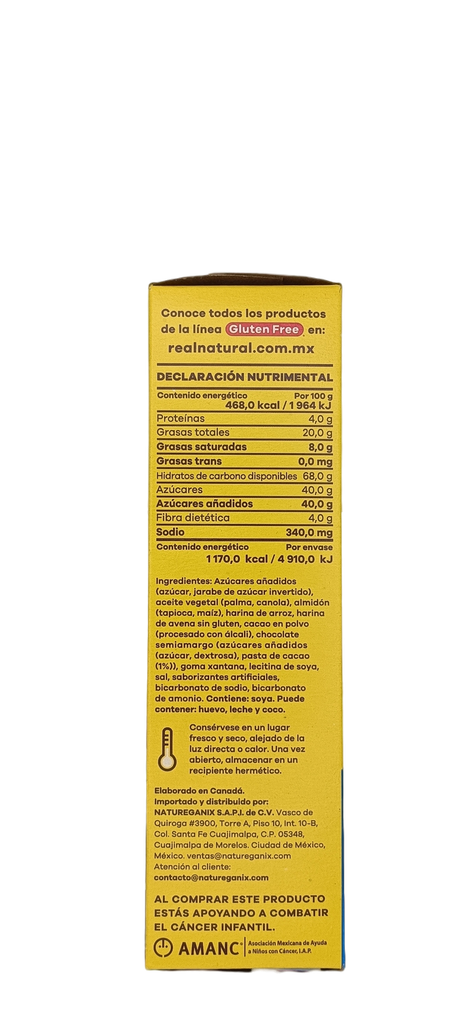 Conoce todos los productos
de la línea Gluten Free en:
realnatural.com.mx
DECLARACIÓN NUTRIMENTAL
Contenido energético Por 100 g
468,0 kcal / 1 964 kJ
Proteínas 4,0 g
Grasas totales 20,0 g
Grasas saturadas 8,0 g
Grasas trans 0,0 mg
Hidratos de carbono disponibles 68,0 g
Azúcares 40,0 g
Azúcares añadidos 40,0 g
Fibra dietética 4,0 g
Sodio 340,0 mg
Contenido energético Por envase
1 170,0 kcal / 4 910,0 kJ
Ingredientes: Azúcares añadidos
(azúcar, jarabe de azúcar invertido),
aceite vegetal (palma, canola), almidón
(tapioca, maíz), harina de arroz, harina
de avena sin gluten, cacao en polvo
(procesado con álcali), chocolate
semiamargo (azúcares añadidos
(azúcar, dextrosa), pasta de cacao
(1%)), goma xantana, lecitina de soya,
sal, saborizantes artificiales,
bicarbonato de sodio, bicarbonato
de amonio. Contiene: soya. Puede
contener: huevo, leche y coco.
Consérvese en un lugar
fresco y seco, alejado de la
luz directa o calor. Una vez
abierto, almacenar en un
recipiente hermético.
Elaborado en Canadá.
Importado y distribuido por:
NATUREGANIX S.A.P.I. de C.V. Vasco de
Quiroga #3900, Torre A, Piso 10, Int. 10-B,
Col. Santa Fe Cuajimalpa, C.P. 05348,
Cuajimalpa de Morelos. Ciudad de México,
México. ventas@natureganix.com
Atención al cliente:
contacto@natureganix.com
AL COMPRAR ESTE PRODUCTO
ESTÁS APOYANDO A COMBATIR
EL CÁNCER INFANTIL.
AMANC® Asociación Mexicana de Ayuda
a Niños con Cáncer, I.A.P.